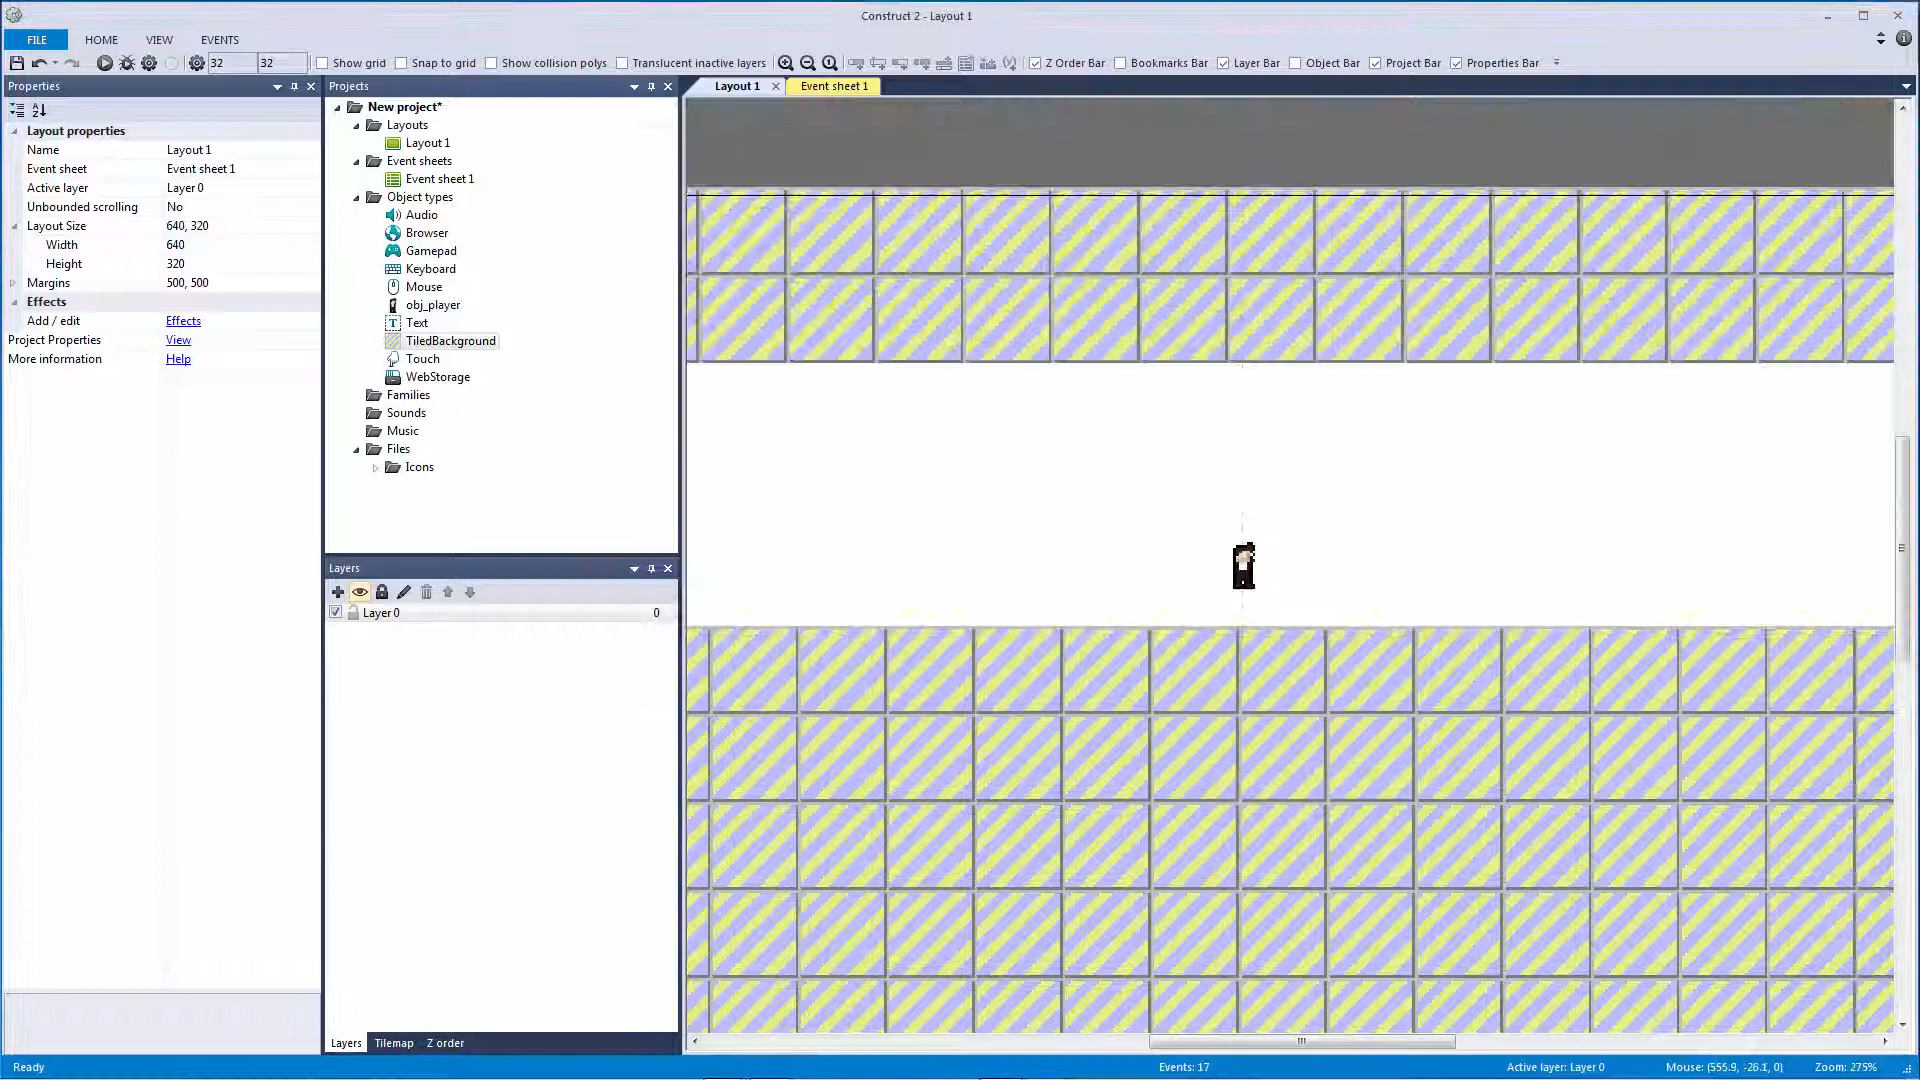 Construct 2 - Layout 1
FILE HOME VIEW EVENTS
32 32 Show grid Snap to grid Show collision polys Translucent inactive layers Z Order Bar Bookmarks Bar Layer Bar Object Bar Project Bar Properties Bar
Properties
Layout properties
Name Layout 1
Event sheet Event sheet 1
Active layer Layer 0
Unbounded scrolling No
Layout Size 640, 320
Width 640
Height 320
Margins 500, 500
Effects
Add / edit Effects
Project Properties View
More information Help
Projects
New project*
Layouts
Layout 1
Event sheets
Event sheet 1
Object types
Audio
Browser
Gamepad
Keyboard
Mouse
obj_player
Text
TiledBackground
Touch
WebStorage
Families
Sounds
Music
Files
Icons
Layers
Layer 0 0
Layers Tilemap Z order
Layout 1 Event sheet 1
Ready Events: 17 Active layer: Layer 0 Mouse: (555.9, -26.1, 0) Zoom: 275%